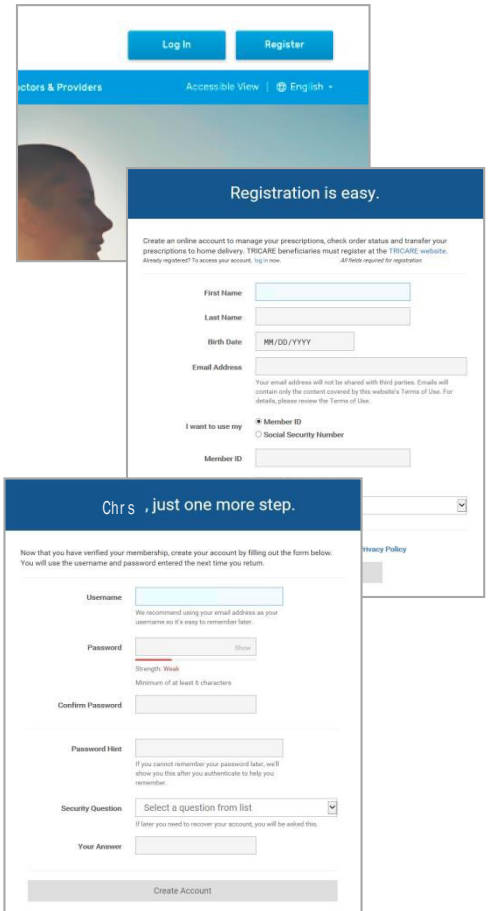 Log In Register
ctors & Providers Accessible View | English
Registration is easy.
Create an online account to manage your prescriptions, check order status and transfer your
prescriptions to home delivery. TRICARE beneficiaries must register at the TRICARE website.
Already registered? To access your account, log in now. All fields required for registration
First Name
Last Name
Birth Date MM/DD/YYYY
Email Address
Your email address will not be shared with third parties. Emails will
contain only the content covered by this website's Terms of Use. For
details, please review the Terms of Use.
I want to use my Member ID
Social Security Number
Member ID
Privacy Policy
Chrs , just one more step.
Now that you have verified your membership, create your account by filling out the form below.
You will use the username and password entered the next time you return.
Username
We recommend using your email address as your
username so it's easy to remember later.
Password Show
Strength: Weak
Minimum of at least 6 characters
Confirm Password
Password Hint
If you cannot remember your password later, we'll
show you this after you authenticate to help you
remember.
Security Question Select a question from list
If later you need to recover your account, you will be asked this.
Your Answer
Create Account